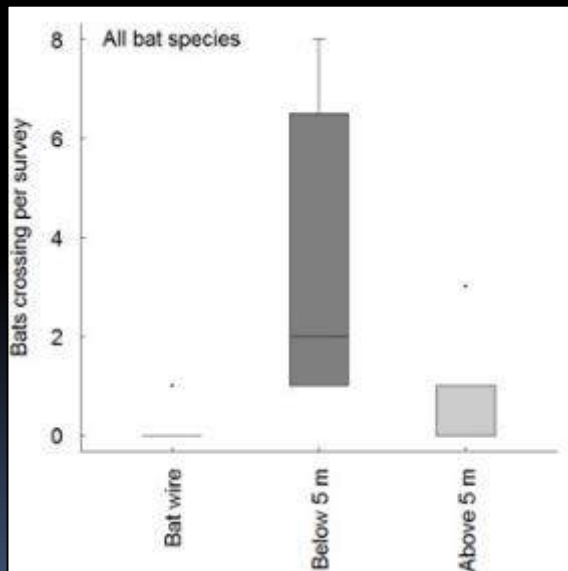 All bat species
Bats crossing per survey
8
6
4
2
0
Bat wire
Below 5 m
Above 5 m